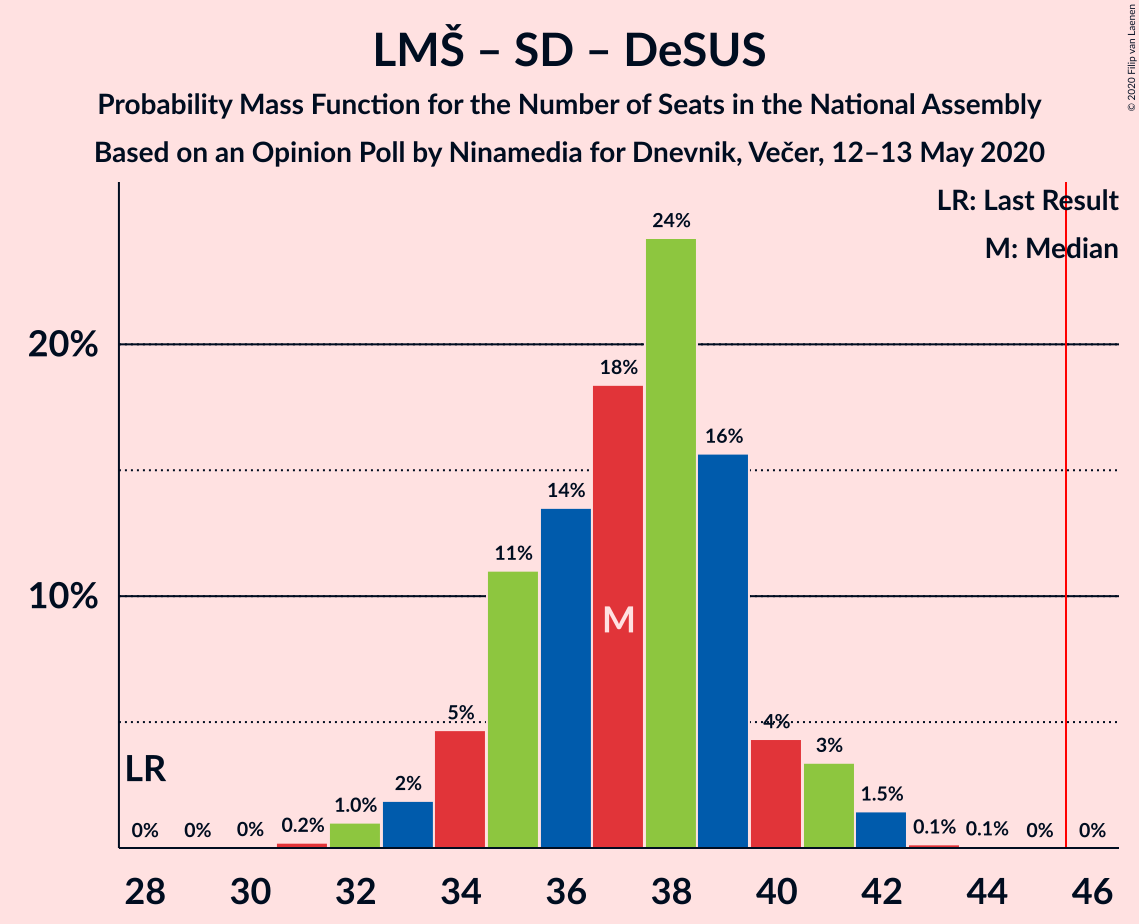 LMŠ – SD – DeSUS
Probability Mass Function for the Number of Seats in the National Assembly
Based on an Opinion Poll by Ninamedia for Dnevnik, Večer, 12–13 May 2020
© 2020 Filip van Laenen
LR: Last Result
M: Median
24%
20%
18%
16%
14%
11%
10%
M
5%
4%
3%
LR
2%
1.5%
1.0%
0% 0% 0% 0.2% 0.1% 0.1% 0% 0%
28 30 32 34 36 38 40 42 44 46